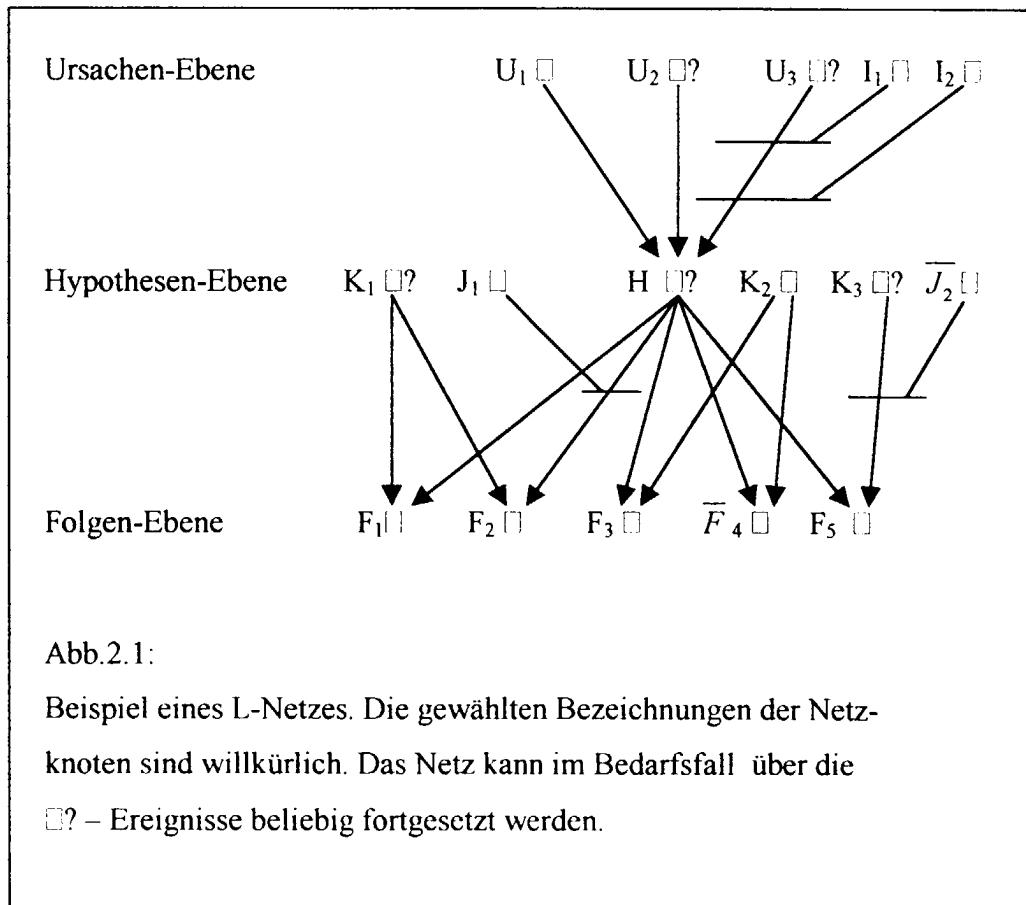 Ursachen-Ebene U₁ □ U₂ □? U₃ □? I₁ □ I₂ □
Hypothesen-Ebene K₁ □? J₁ □ H □? K₂ □ K₃ □? J̅₂ □
Folgen-Ebene F₁ □ F₂ □ F₃ □ F̅₄ □ F₅ □
Abb.2.1:
Beispiel eines L-Netzes. Die gewählten Bezeichnungen der Netz-
knoten sind willkürlich. Das Netz kann im Bedarfsfall über die
□? – Ereignisse beliebig fortgesetzt werden.